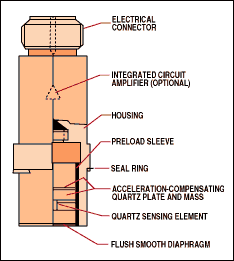 ELECTRICAL
CONNECTOR
INTEGRATED CIRCUIT
AMPLIFIER (OPTIONAL)
HOUSING
PRELOAD SLEEVE
SEAL RING
ACCELERATION-COMPENSATING
QUARTZ PLATE AND MASS
QUARTZ SENSING ELEMENT
FLUSH SMOOTH DIAPHRAGM